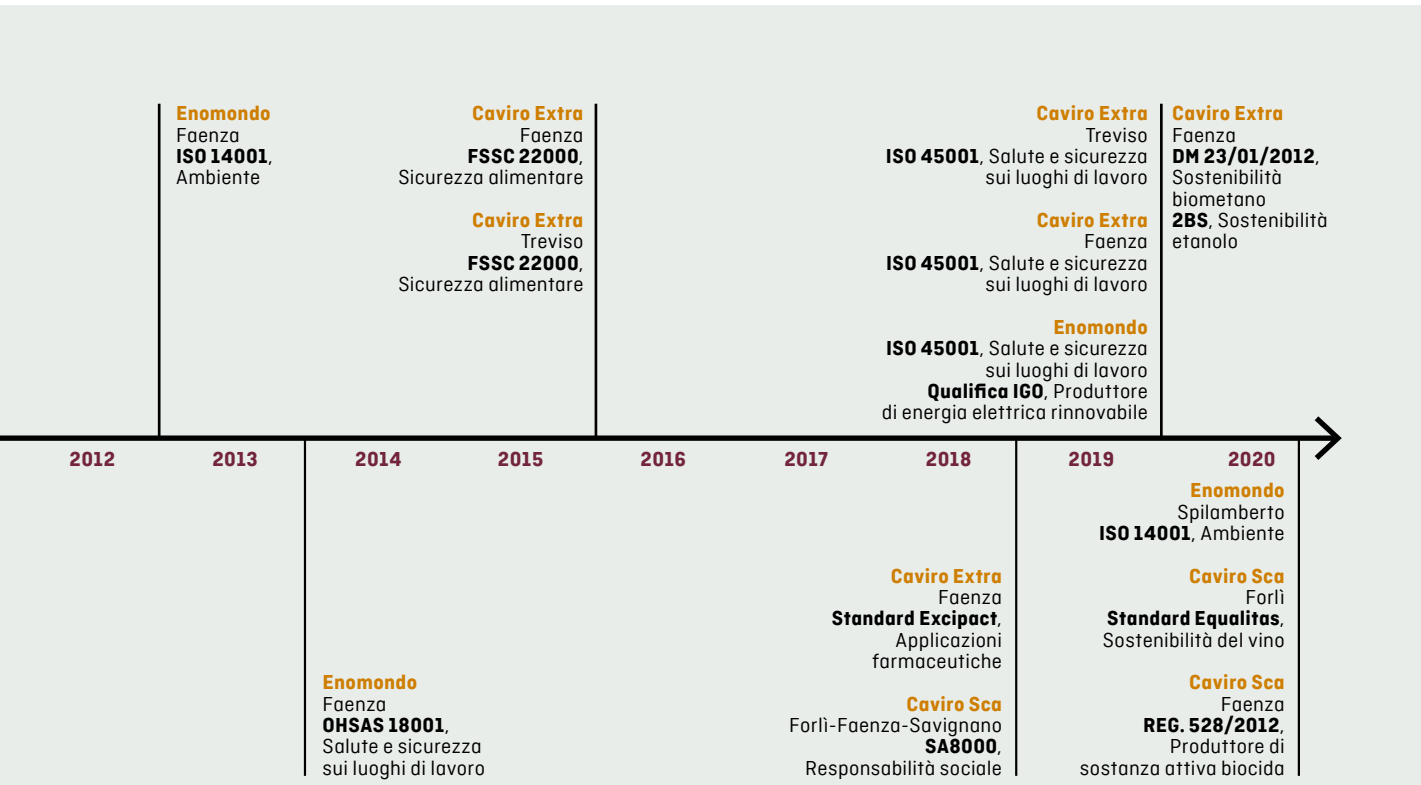 Enomondo
Faenza
ISO 14001,
Ambiente
Caviro Extra
Faenza
FSSC 22000,
Sicurezza alimentare
Caviro Extra
Treviso
FSSC 22000,
Sicurezza alimentare
Caviro Extra
Treviso
ISO 45001, Salute e sicurezza
sui luoghi di lavoro
Caviro Extra
Faenza
ISO 45001, Salute e sicurezza
sui luoghi di lavoro
Enomondo
ISO 45001, Salute e sicurezza
sui luoghi di lavoro
Qualifica IGO, Produttore
di energia elettrica rinnovabile
Caviro Extra
Faenza
DM 23/01/2012,
Sostenibilità
biometano
2BS, Sostenibilità
etanolo
2012
2013
2014
2015
2016
2017
2018
2019
2020
Enomondo
Faenza
OHSAS 18001,
Salute e sicurezza
sui luoghi di lavoro
Caviro Extra
Faenza
Standard Excipact,
Applicazioni
farmaceutiche
Caviro Sca
Forlì-Faenza-Savignano
SA8000,
Responsabilità sociale
Enomondo
Spilamberto
ISO 14001, Ambiente
Caviro Sca
Forlì
Standard Equalitas,
Sostenibilità del vino
Caviro Sca
Faenza
REG. 528/2012,
Produttore di
sostanza attiva biocida